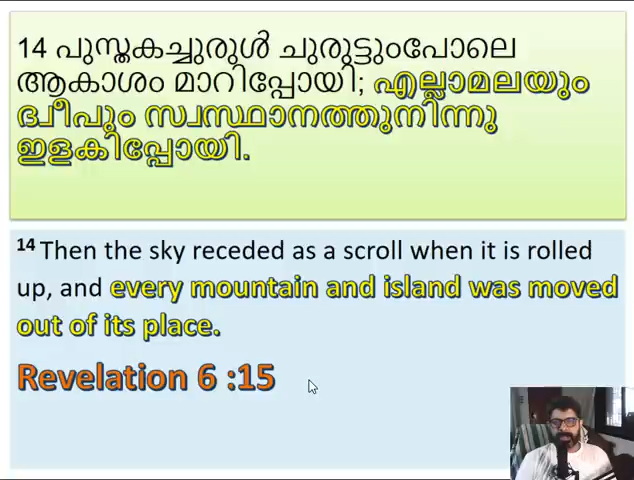 14 പുസ്തകച്ചുരുൾ ചുരുട്ടുംപോലെ
ആകാശം മാറിപ്പോയി; എല്ലാമലയും
ദ്വീപും സ്വസ്ഥാനത്തുനിന്നു
ഇളകിപ്പോയി.
14 Then the sky receded as a scroll when it is rolled
up, and every mountain and island was moved
out of its place.
Revelation 6 :15